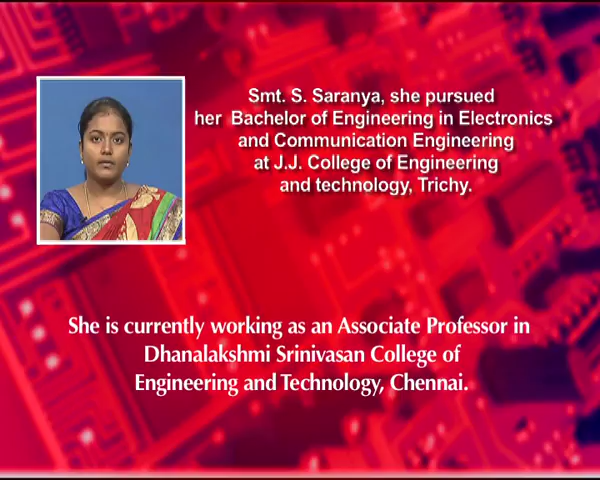 Smt. S. Saranya, she pursued
her Bachelor of Engineering in Electronics
and Communication Engineering
at J.J. College of Engineering
and technology, Trichy.
She is currently working as an Associate Professor in
Dhanalakshmi Srinivasan College of
Engineering and Technology, Chennai.